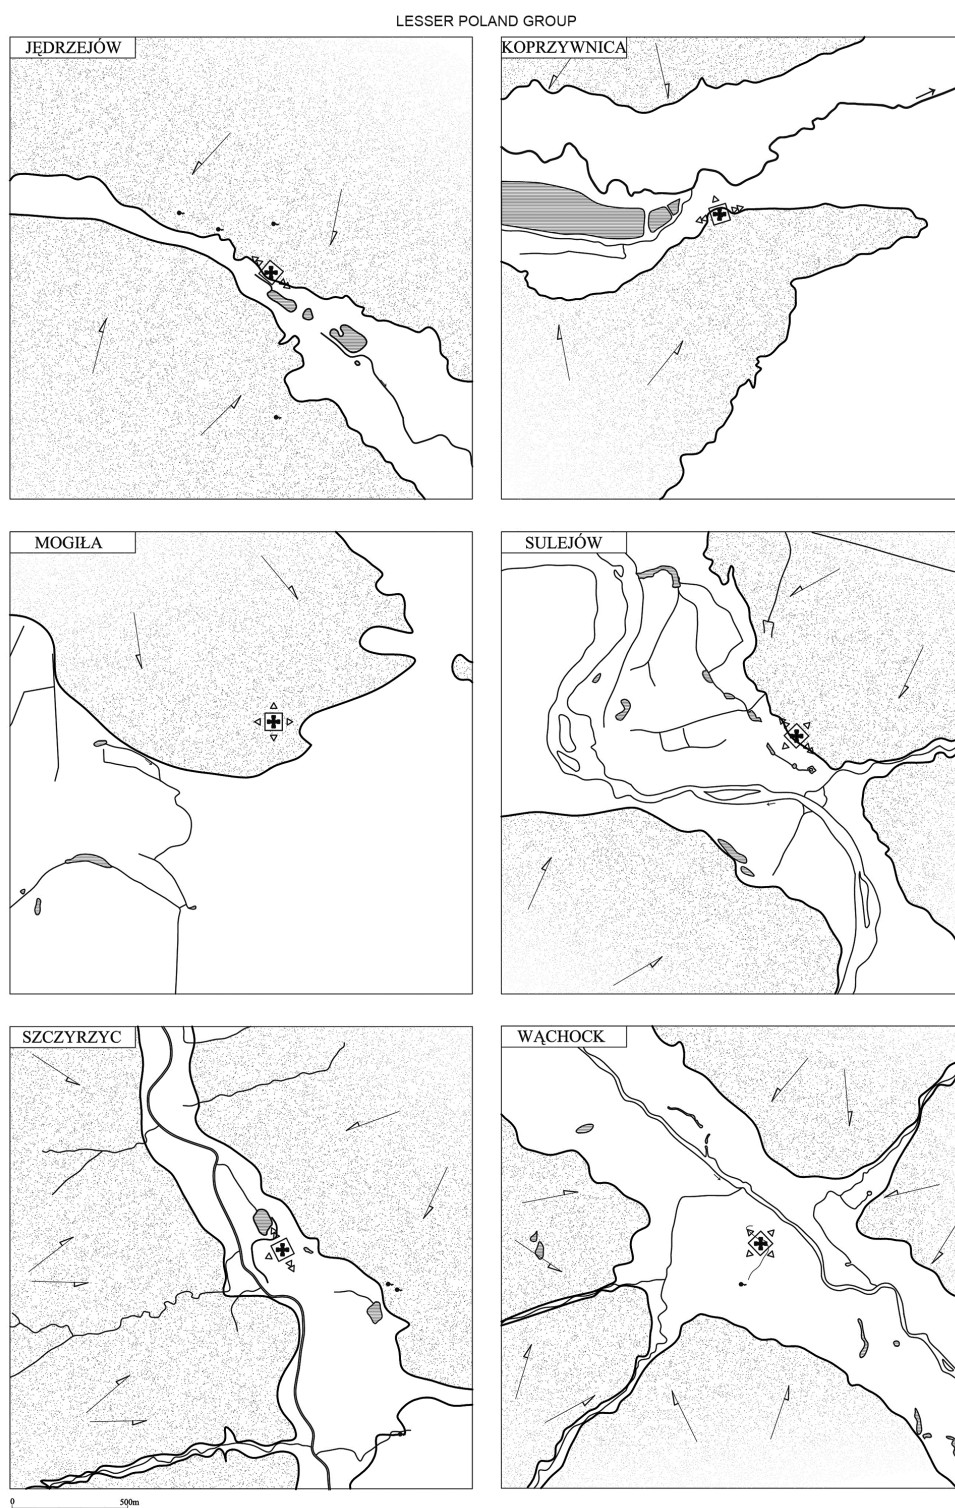 LESSER POLAND GROUP
JĘDRZEJÓW
KOPRZYWNICA
MOGIŁA
SULEJÓW
SZCZYRZYC
WĄCHOCK
0 500m